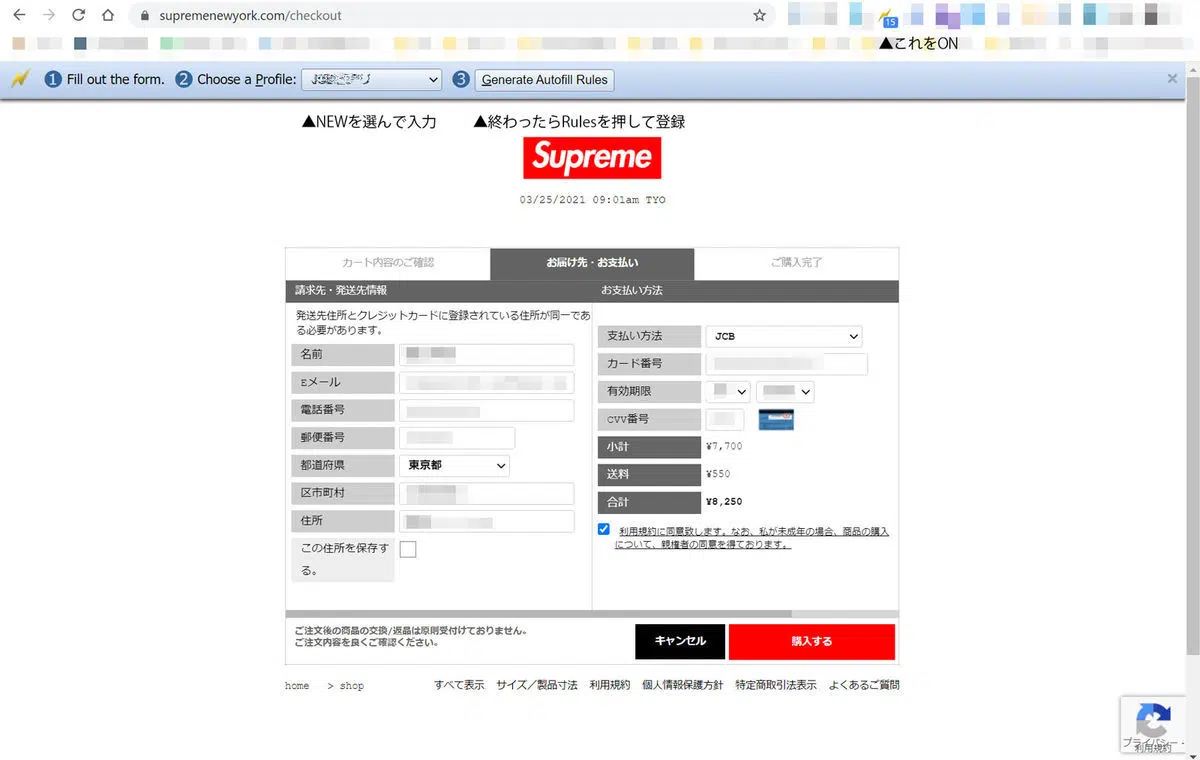 supremenewyork.com/checkout
15
▲これをON
1 Fill out the form. 2 Choose a Profile: 3 Generate Autofill Rules
▲NEWを選んで入力 ▲終わったらRulesを押して登録
Supreme
03/25/2021 09:01am TYO
カート内容のご確認 お届け先・お支払い ご購入完了
請求先・発送先情報 お支払い方法
発送先住所とクレジットカードに登録されている住所が同一であ
る必要があります。
名前
Eメール
電話番号
郵便番号
都道府県 東京都
区市町村
住所
この住所を保存す
る。
支払い方法 JCB
カード番号
有効期限
CVV番号
小計 ¥7,700
送料 ¥550
合計 ¥8,250
利用規約に同意致します。なお、私が未成年の場合、商品の購入
について、親権者の同意を得ております。
ご注文後の商品の交換/返品は原則受付けておりません。
ご注文内容を良くご確認ください。
キャンセル 購入する
home > shop すべて表示 サイズ／製品寸法 利用規約 個人情報保護方針 特定商取引法表示 よくあるご質問
プライバシー・
利用規約